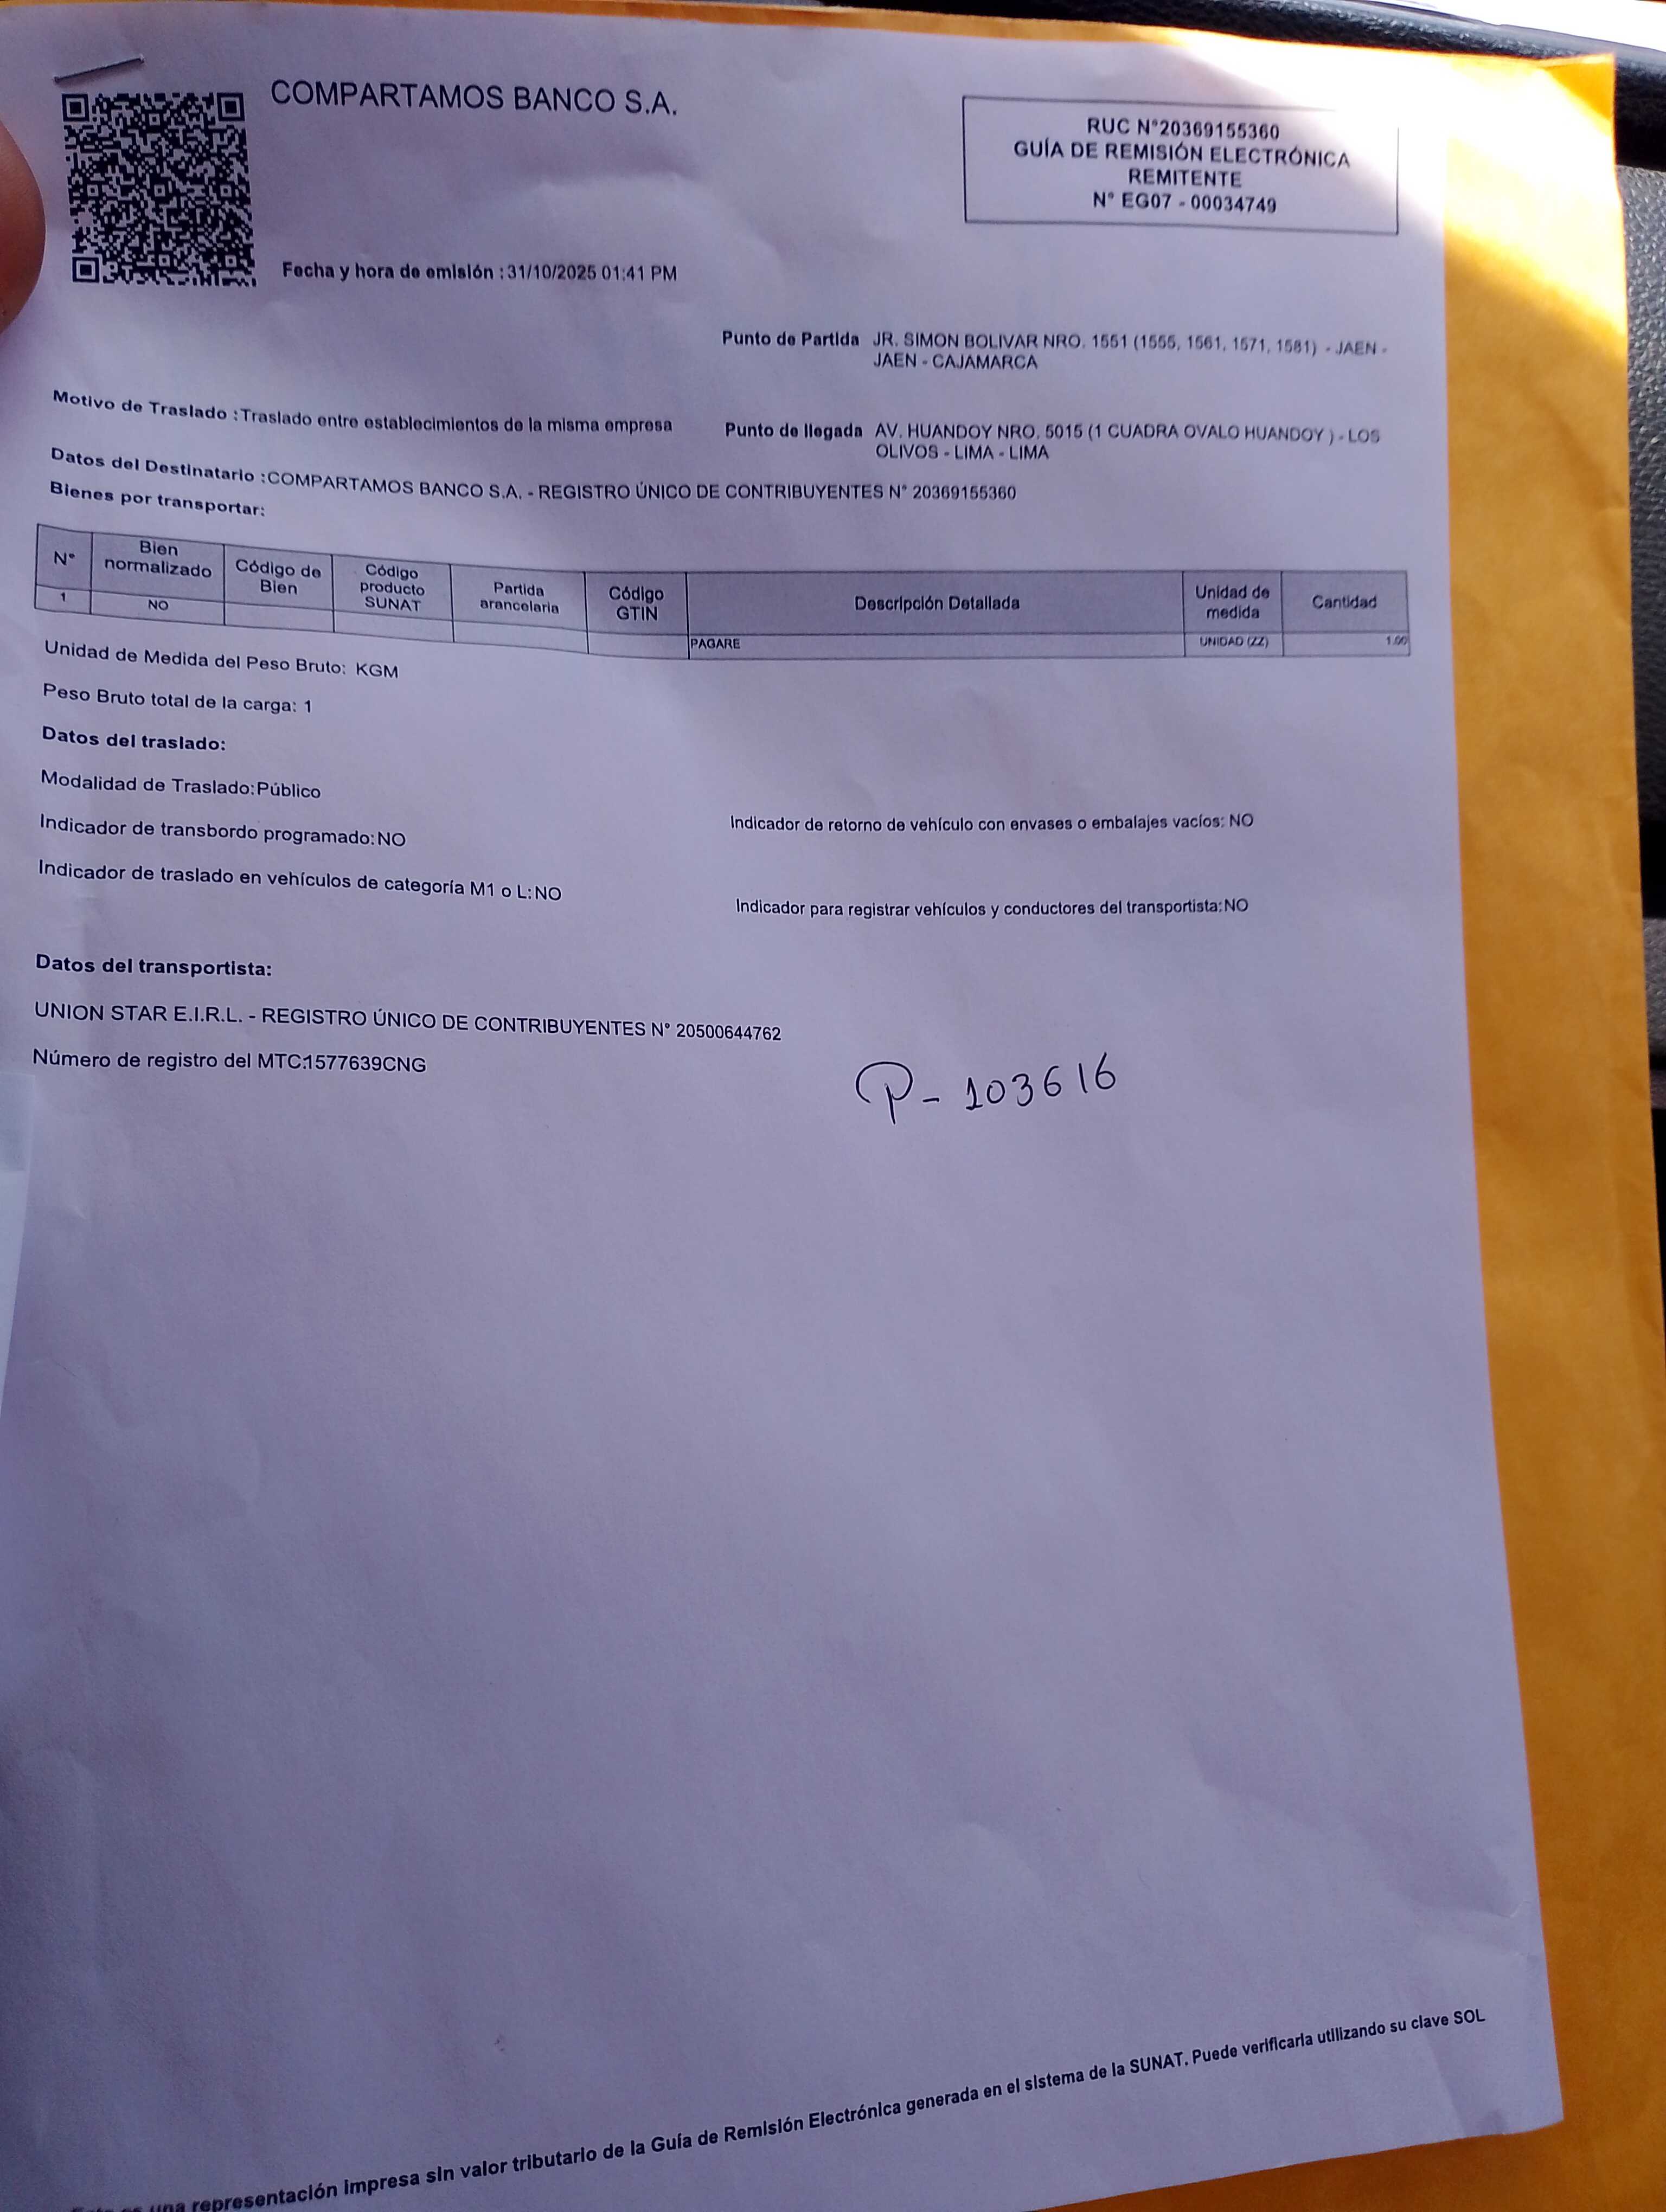 COMPARTAMOS BANCO S.A.
RUC N°20369155360
GUÍA DE REMISIÓN ELECTRÓNICA
REMITENTE
N° EG07 - 00034749
Fecha y hora de emisión : 31/10/2025 01:41 PM
Punto de Partida JR. SIMON BOLIVAR NRO. 1551 (1555, 1561, 1571, 1581) - JAEN -
JAEN - CAJAMARCA
Motivo de Traslado : Traslado entre establecimientos de la misma empresa
Punto de llegada AV. HUANDOY NRO. 5015 (1 CUADRA OVALO HUANDOY ) - LOS
OLIVOS - LIMA - LIMA
Datos del Destinatario : COMPARTAMOS BANCO S.A. - REGISTRO ÚNICO DE CONTRIBUYENTES N° 20369155360
Bienes por transportar:
N° Bien normalizado Código de Bien Código producto SUNAT Partida arancelaria Código GTIN Descripción Detallada Unidad de medida Cantidad
1 NO PAGARE UNIDAD (ZZ) 1.00
Unidad de Medida del Peso Bruto: KGM
Peso Bruto total de la carga: 1
Datos del traslado:
Modalidad de Traslado: Público
Indicador de transbordo programado: NO
Indicador de retorno de vehículo con envases o embalajes vacíos: NO
Indicador de traslado en vehículos de categoría M1 o L: NO
Indicador para registrar vehículos y conductores del transportista: NO
Datos del transportista:
UNION STAR E.I.R.L. - REGISTRO ÚNICO DE CONTRIBUYENTES N° 20500644762
Número de registro del MTC:1577639CNG
P- 103616
es una representación impresa sin valor tributario de la Guía de Remisión Electrónica generada en el sistema de la SUNAT. Puede verificarla utilizando su clave SOL